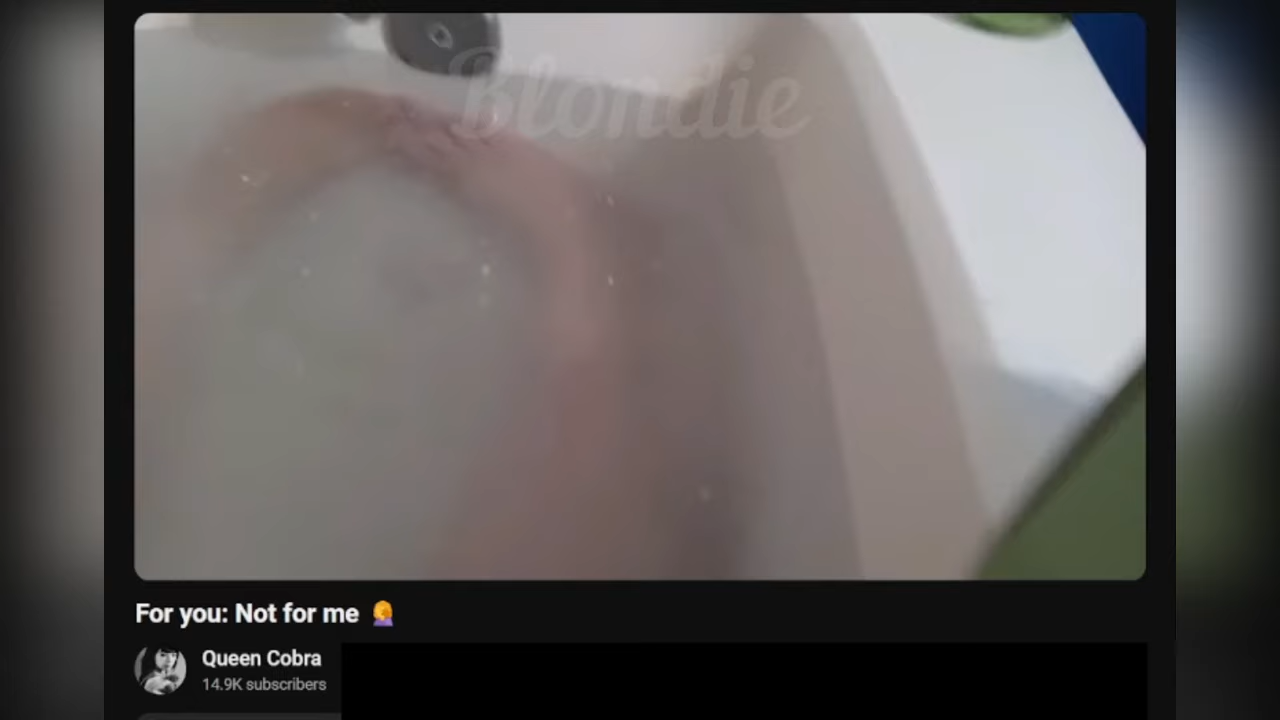 Blondie
For you: Not for me 🤦‍♀️
Queen Cobra
14.9K subscribers